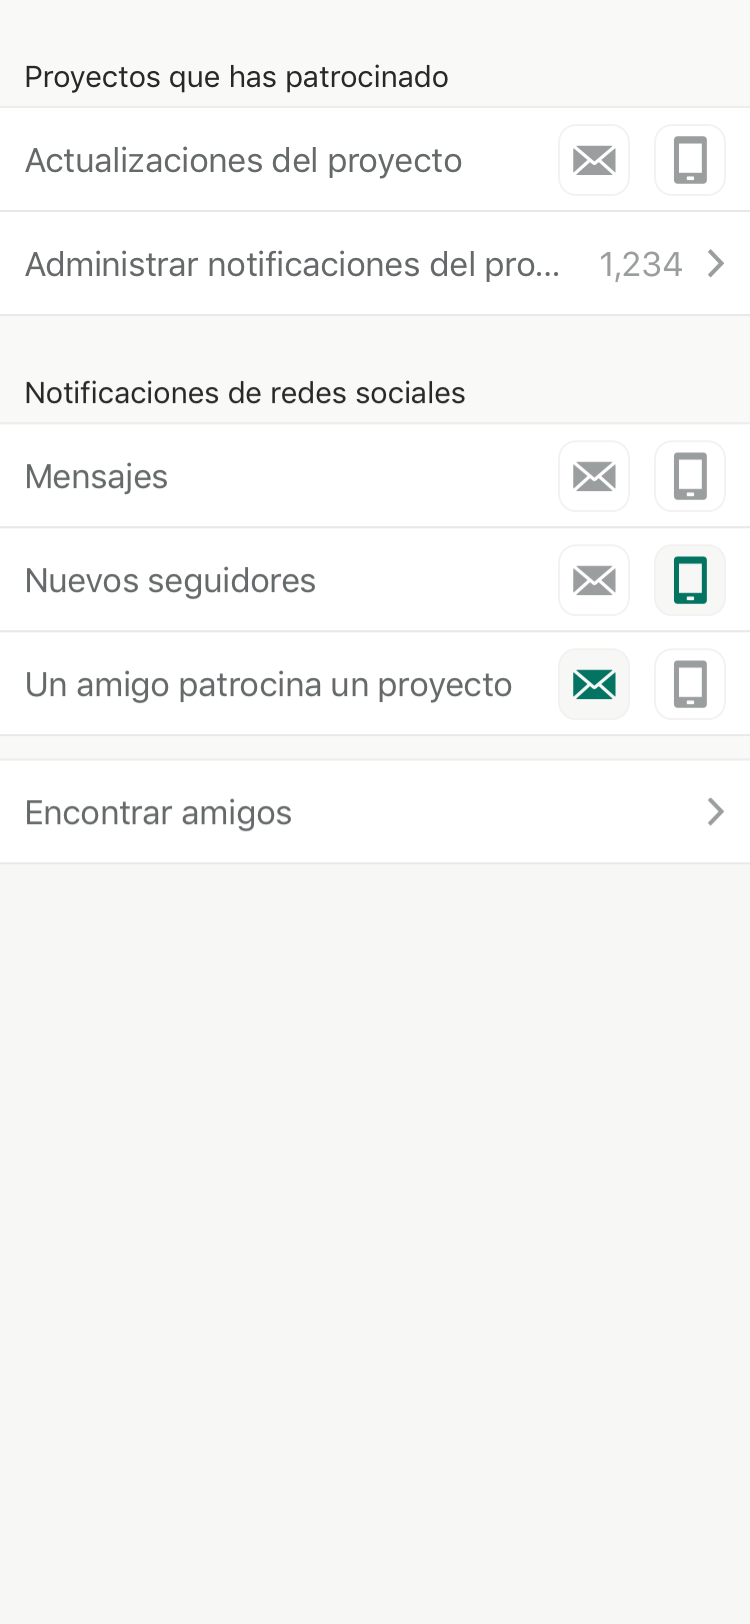 Proyectos que has patrocinado
Actualizaciones del proyecto
Administrar notificaciones del pro... 1,234
Notificaciones de redes sociales
Mensajes
Nuevos seguidores
Un amigo patrocina un proyecto
Encontrar amigos